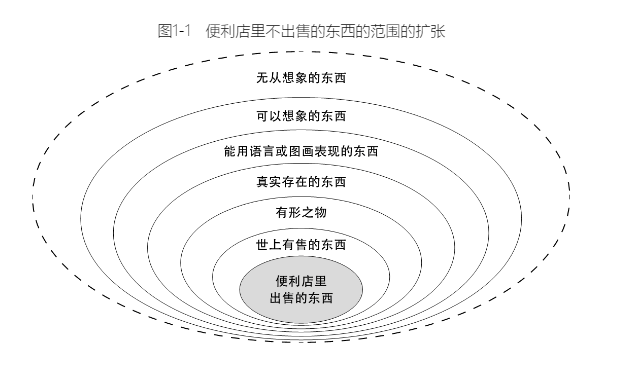 图1-1 便利店里不出售的东西的范围的扩张
无从想象的东西
可以想象的东西
能用语言或图画表现的东西
真实存在的东西
有形之物
世上有售的东西
便利店里
出售的东西